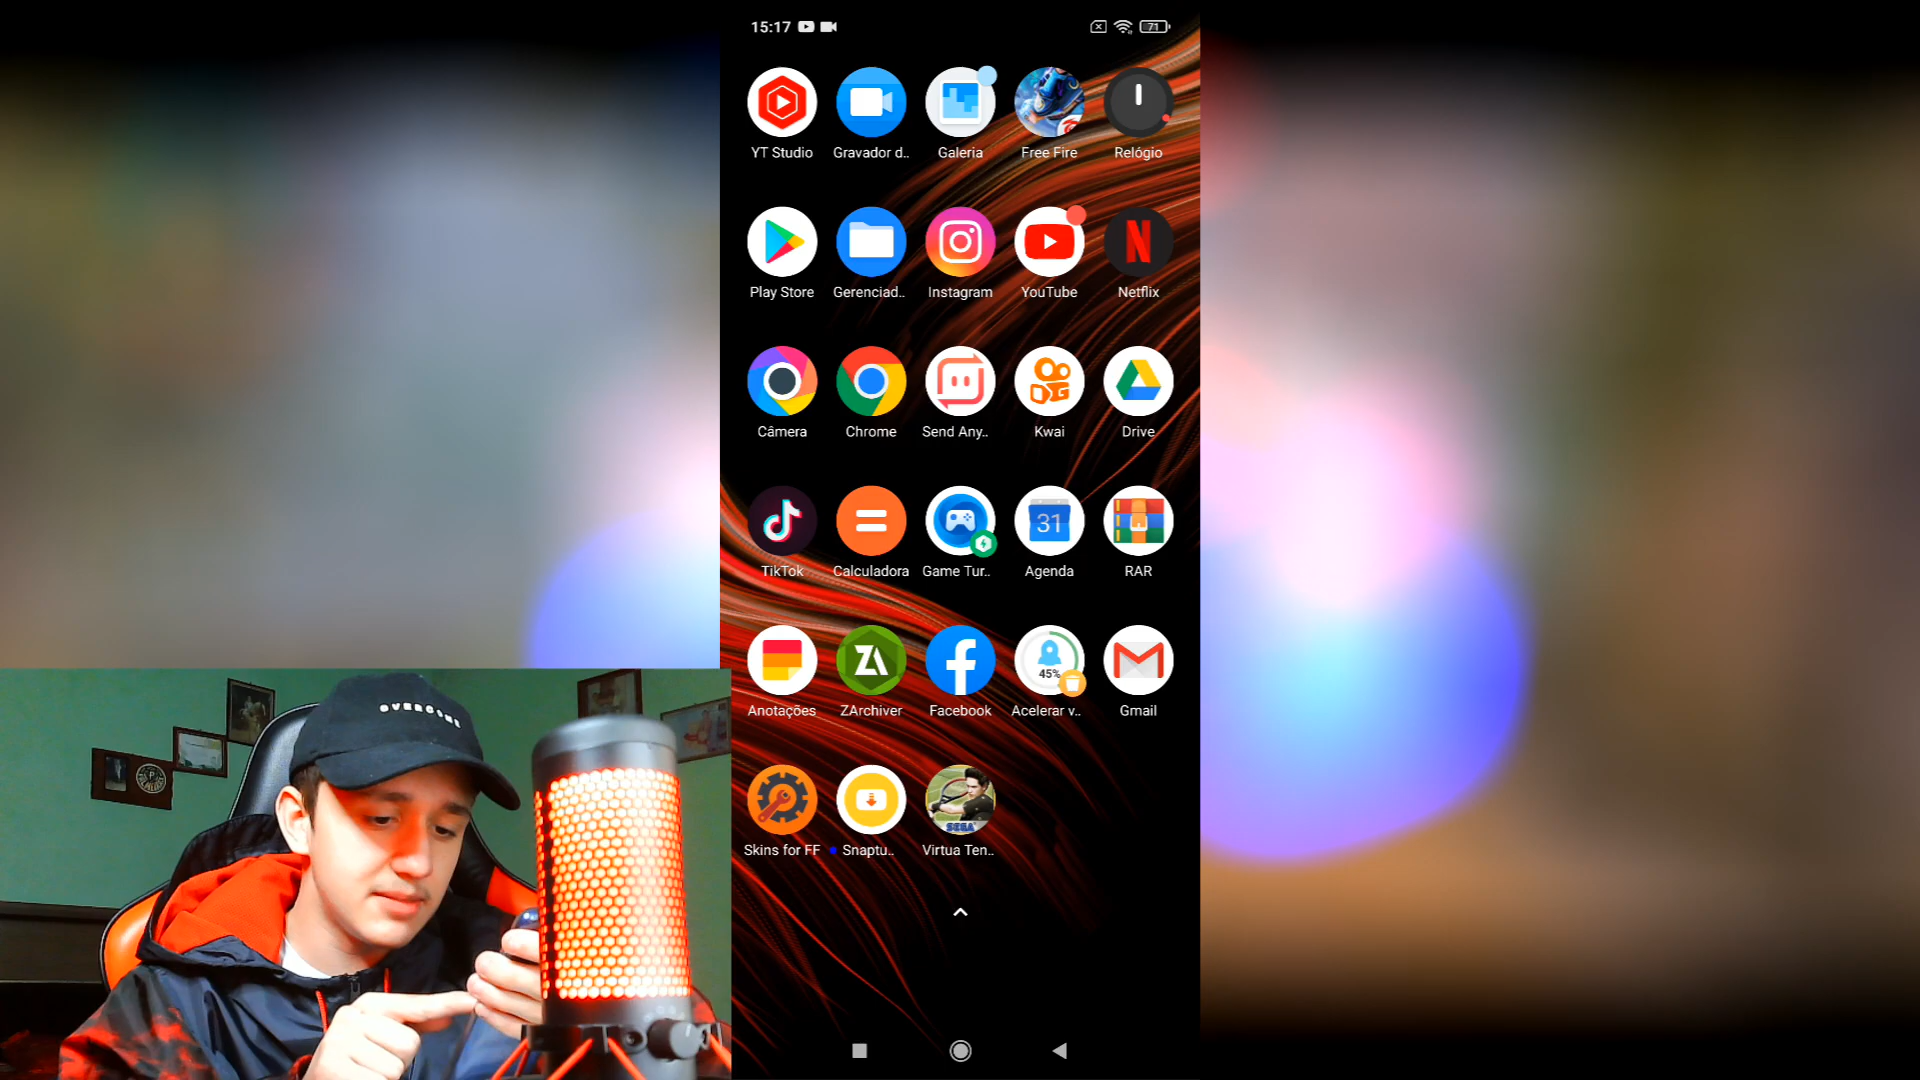 15:17
71
YT Studio
Gravador d..
Galeria
Free Fire
Relógio
Play Store
Gerenciad..
Instagram
YouTube
Netflix
Câmera
Chrome
Send Any..
Kwai
Drive
31
TikTok
Calculadora
Game Tur..
Agenda
RAR
45%
Anotações
ZArchiver
Facebook
Acelerar v..
Gmail
SEGA
Skins for FF
Snaptu..
Virtua Ten..
OVERCOME